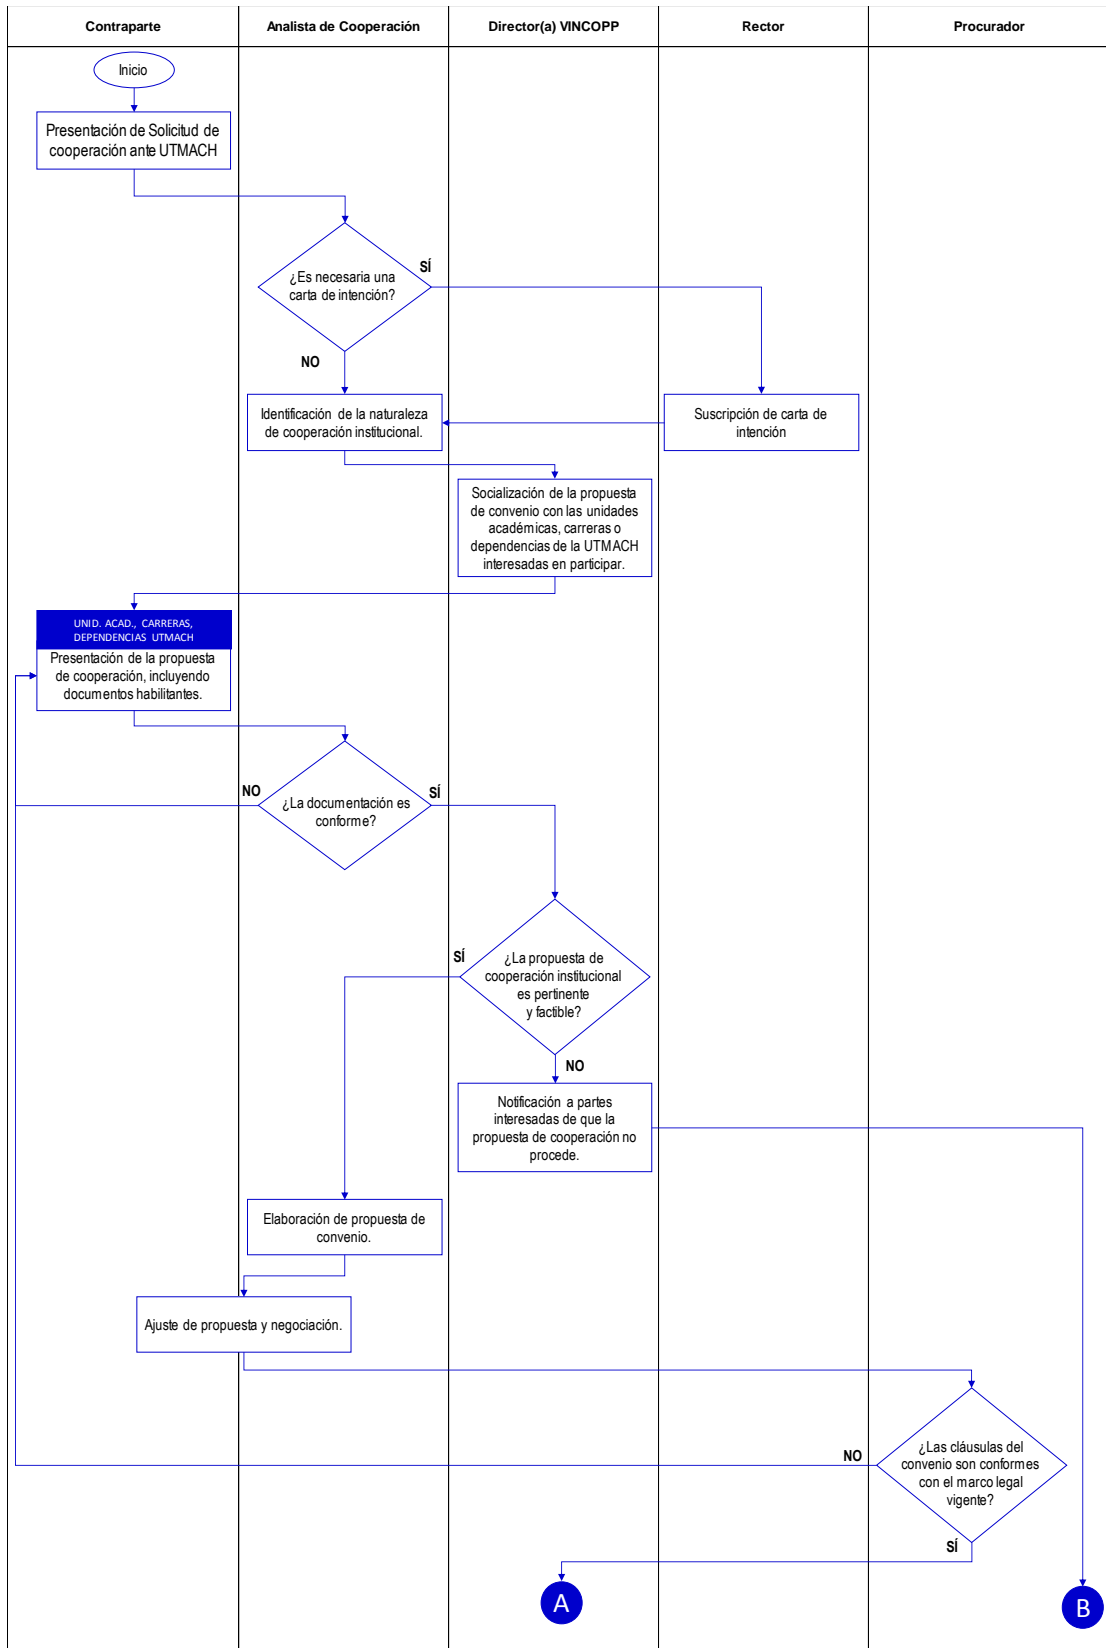 Contraparte
Analista de Cooperación
Director(a) VINCOPP
Rector
Procurador
Inicio
Presentación de Solicitud de
cooperación ante UTMACH
¿Es necesaria una
carta de intención?
SÍ
NO
Identificación de la naturaleza
de cooperación institucional.
Suscripción de carta de
intención
Socialización de la propuesta
de convenio con las unidades
académicas, carreras o
dependencias de la UTMACH
interesadas en participar.
UNID. ACAD., CARRERAS,
DEPENDENCIAS UTMACH
Presentación de la propuesta
de cooperación, incluyendo
documentos habilitantes.
NO
¿La documentación es
conforme?
SÍ
SÍ
¿La propuesta de
cooperación institucional
es pertinente
y factible?
NO
Notificación a partes
interesadas de que la
propuesta de cooperación no
procede.
Elaboración de propuesta de
convenio.
Ajuste de propuesta y negociación.
NO
¿Las cláusulas del
convenio son conformes
con el marco legal
vigente?
SÍ
A
B